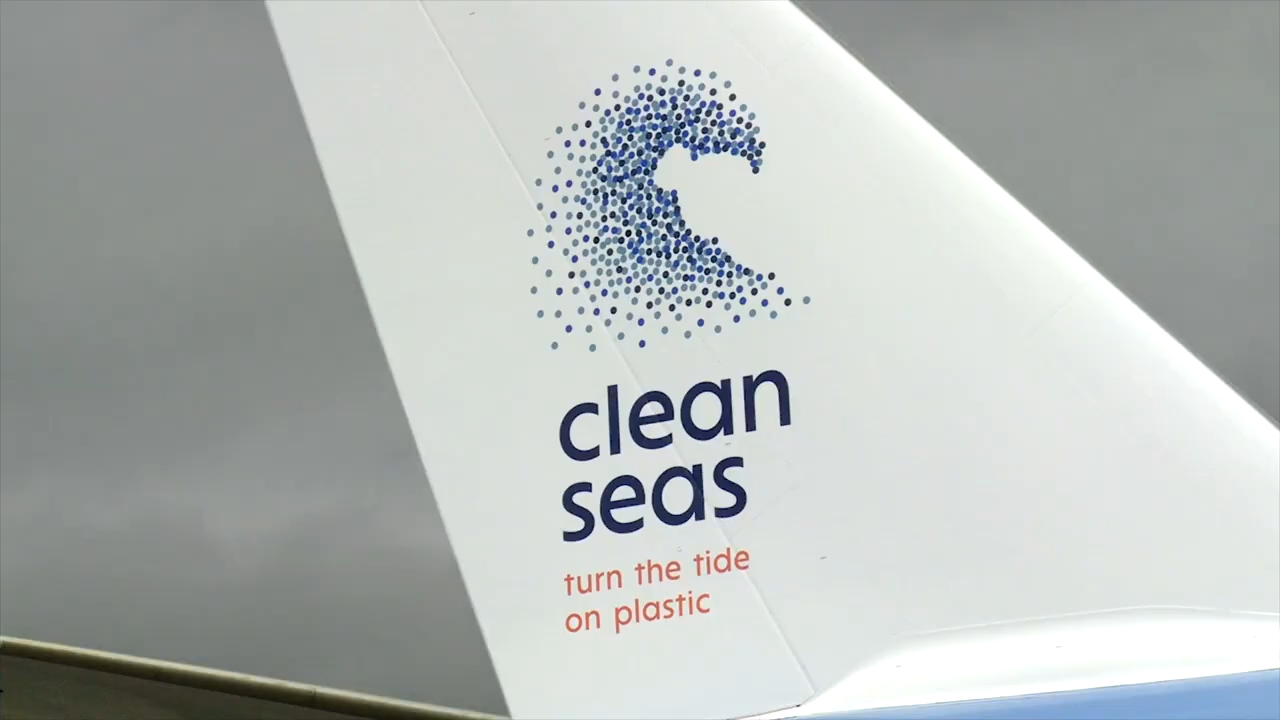 clean
seas
turn the tide
on plastic